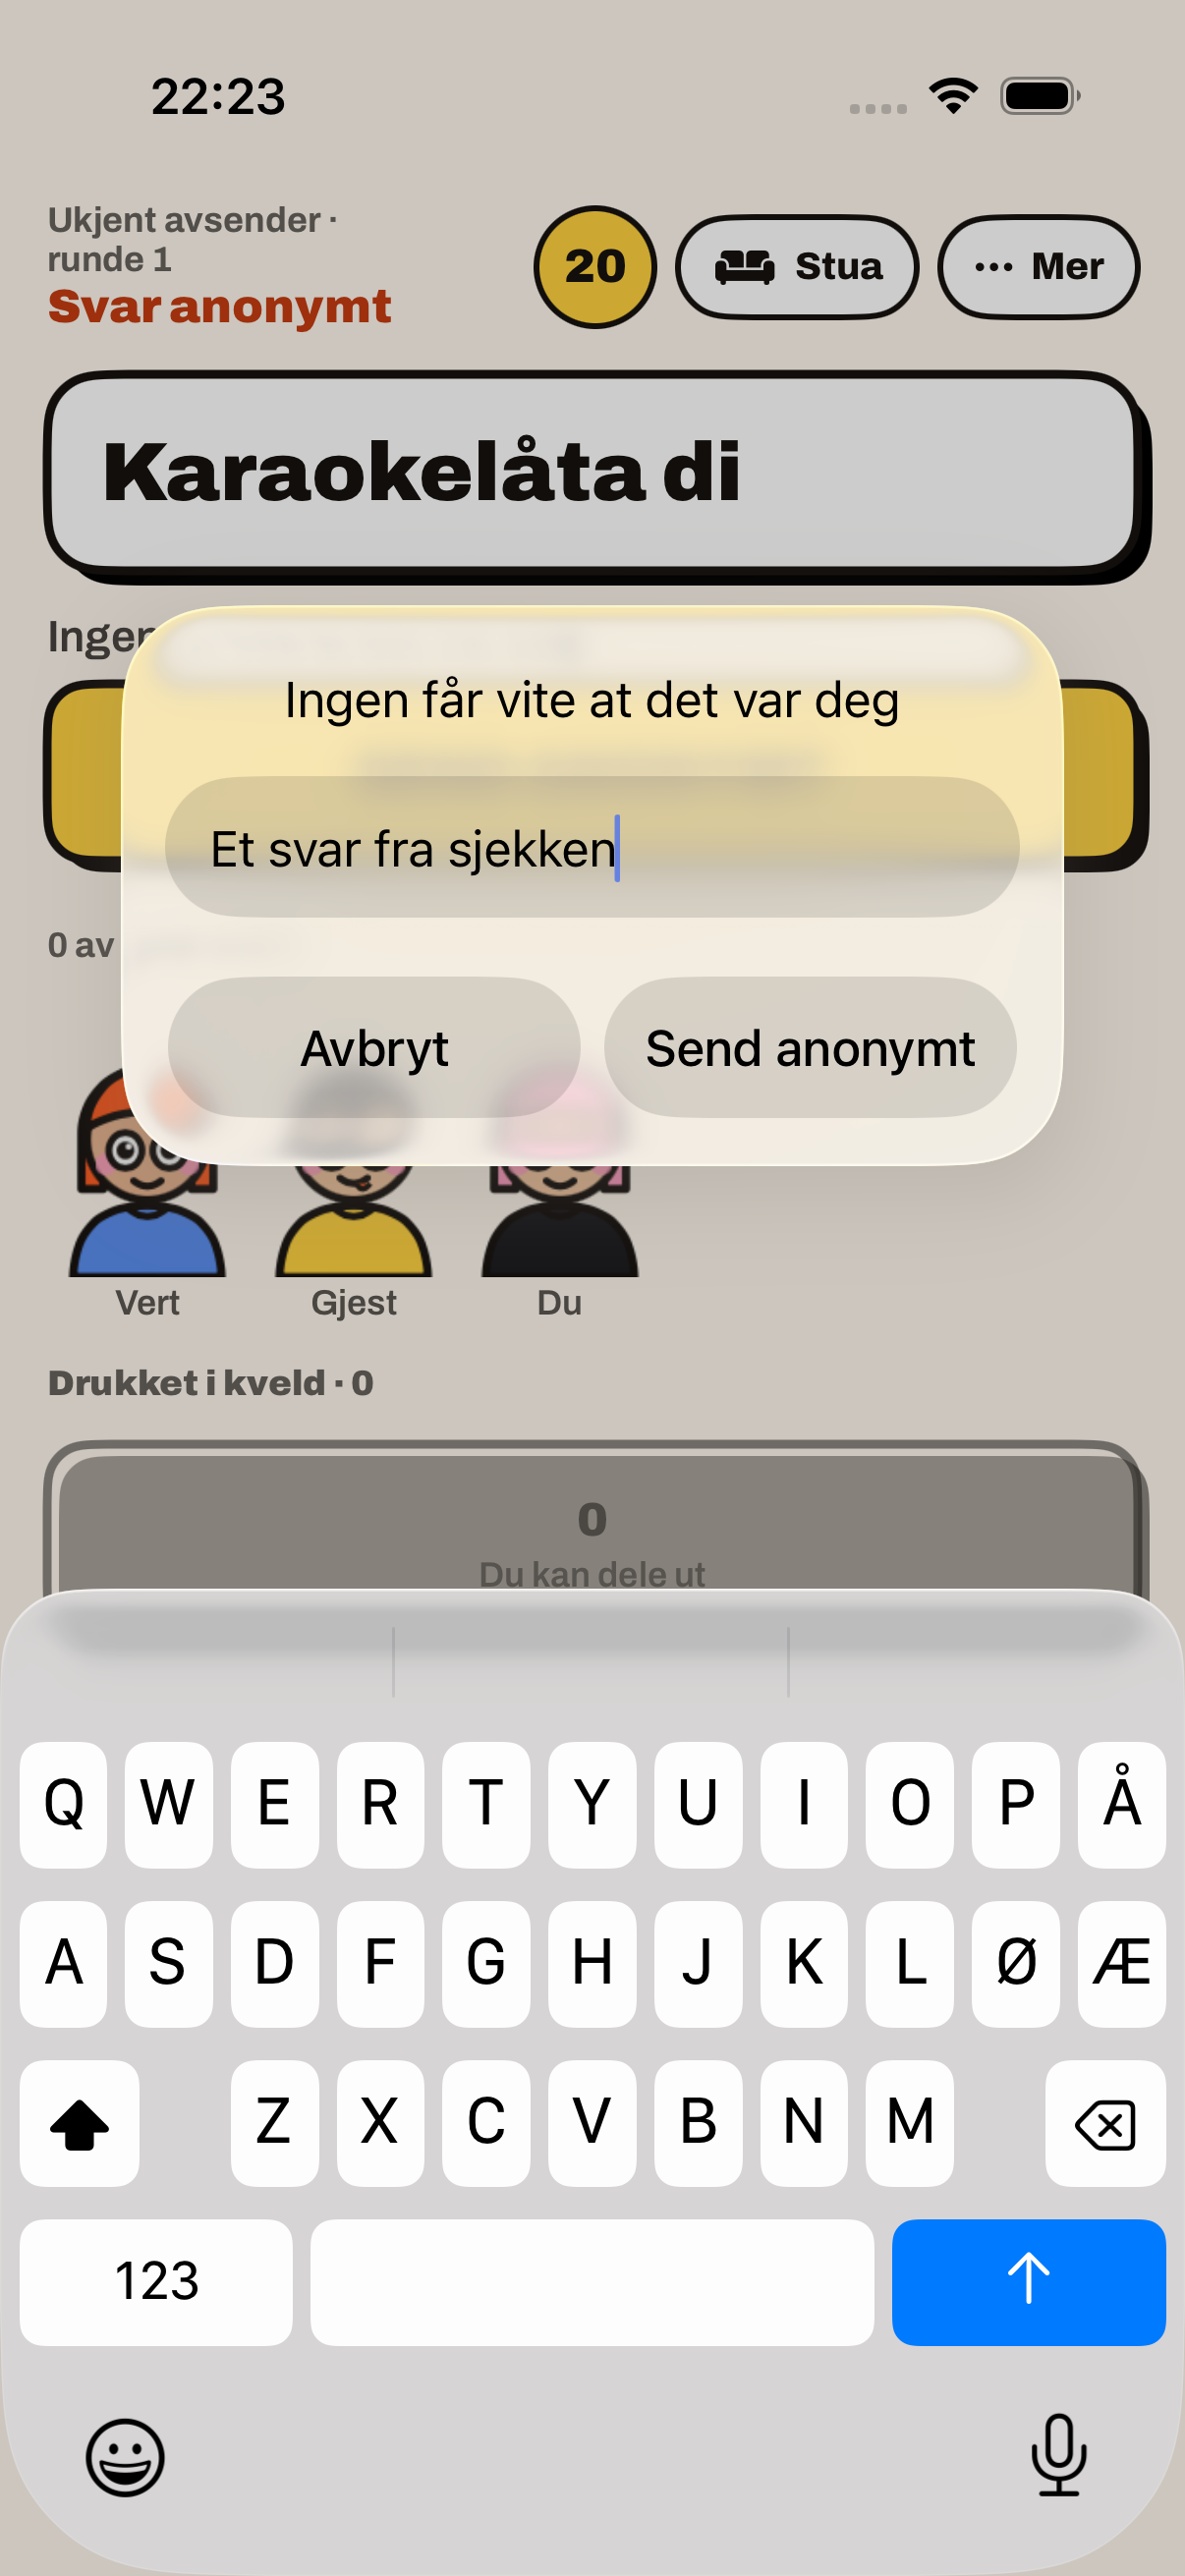 22:23
Ukjent avsender ·
runde 1
Svar anonymt
20
Stua
Mer
Karaokelåta di
Ingen får vite at det var deg
Et svar fra sjekken
0 av
Avbryt
Send anonymt
Vert
Gjest
Du
Drukket i kveld · 0
0
Du kan dele ut
Q W E R T Y U I O P Å
A S D F G H J K L Ø Æ
Z X C V B N M
123